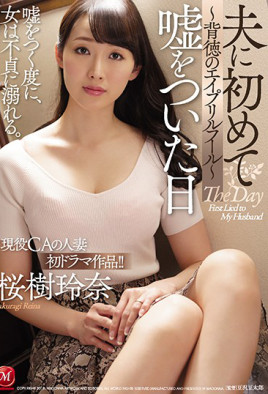 夫に初めて
嘘をついた日
〜背徳のエイプリルフール〜
The Day
First Lied to My Husband
嘘をつく度に、
女は不貞に溺れる。
現役CAの人妻
初ドラマ作品!!
桜樹玲奈
Sakuragi Reina
M